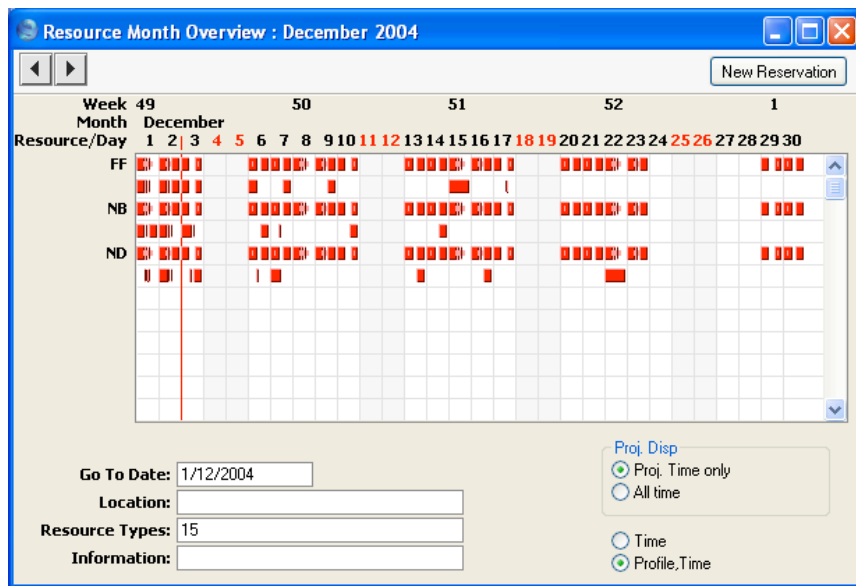 Resource Month Overview : December 2004
New Reservation
Week 49 50 51 52 1
Month December
Resource/Day 1 2 3 4 5 6 7 8 9 10 11 12 13 14 15 16 17 18 19 20 21 22 23 24 25 26 27 28 29 30
FF
NB
ND
Proj. Disp
Go To Date: 1/12/2004
Proj. Time only
Location:
All time
Resource Types: 15
Time
Information:
Profile,Time